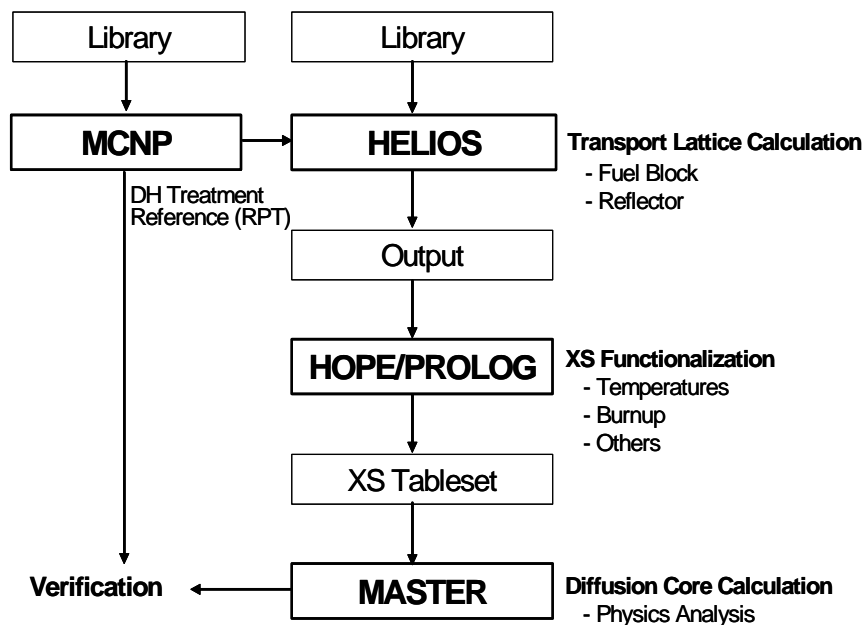 Library
Library
MCNP
HELIOS
Transport Lattice Calculation
- Fuel Block
- Reflector
DH Treatment
Reference (RPT)
Output
HOPE/PROLOG
XS Functionalization
- Temperatures
- Burnup
- Others
XS Tableset
Verification
MASTER
Diffusion Core Calculation
- Physics Analysis